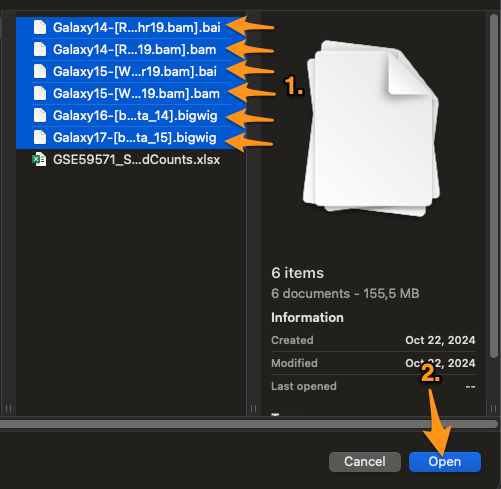 Galaxy14-[R...hr19.bam].bai
Galaxy14-[R...19.bam].bam
Galaxy15-[W...r19.bam].bai
1.
Galaxy15-[W...19.bam].bam
Galaxy16-[b...ta_14].bigwig
Galaxy17-[b...ta_15].bigwig
GSE59571_S...dCounts.xlsx
6 items
6 documents - 155,5 MB
Information
Created Oct 22, 2024
Modified Oct 22, 2024
Last opened --
2.
Cancel Open